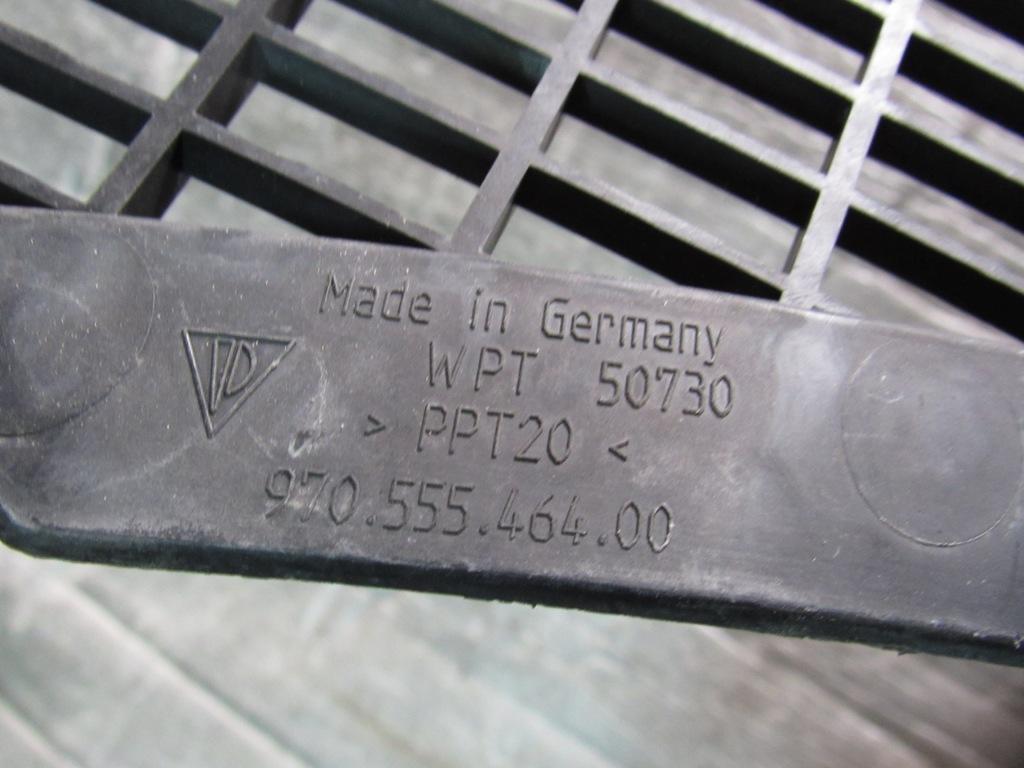 Made in Germany
WPT 50730
> PPT20 <
970.555.464.00